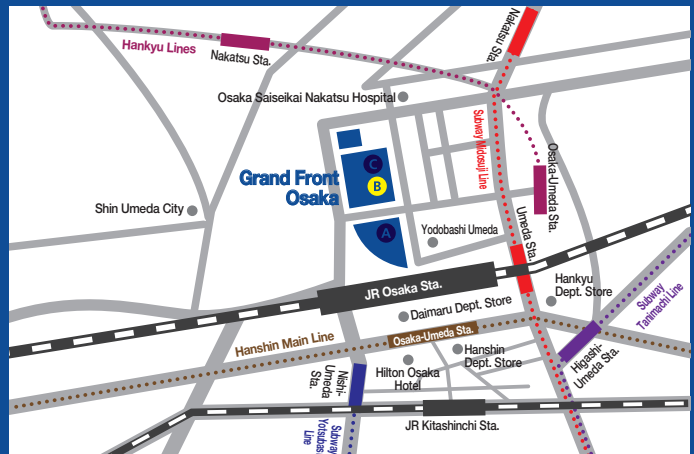 Nakatsu Sta.
Hankyu Lines
Nakatsu Sta.
Osaka Saiseikai Nakatsu Hospital
Subway Midosuji Line
Osaka-Umeda Sta.
C
B
Grand Front
Osaka
Shin Umeda City
A
Yodobashi Umeda
Umeda Sta.
JR Osaka Sta.
Hankyu
Dept. Store
Subway
Tanimachi Line
Daimaru Dept. Store
Hanshin Main Line
Osaka-Umeda Sta.
Hanshin
Dept. Store
Higashi-
Umeda Sta.
Hilton Osaka
Hotel
Nishi-
Umeda
Sta.
JR Kitashinchi Sta.
Subway
Yotsubas
Line